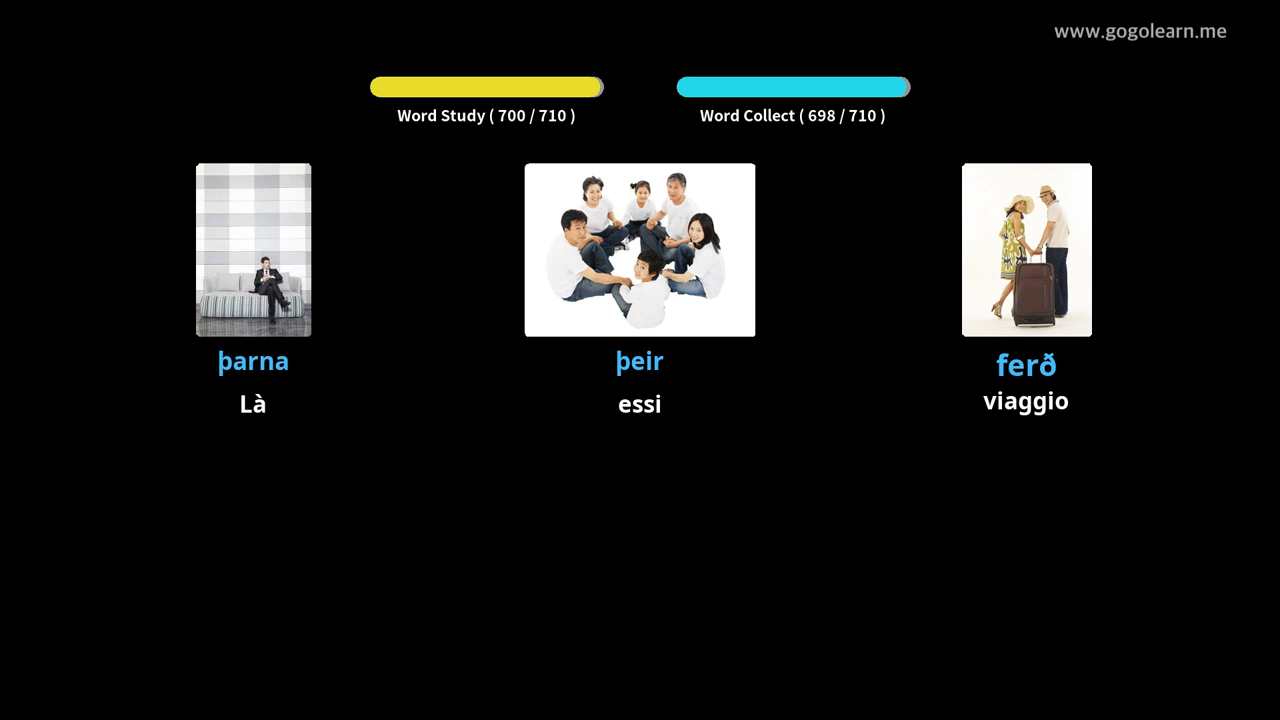 www.gogolearn.me
Word Study ( 700 / 710 )
Word Collect ( 698 / 710 )
þarna
þeir
ferð
Là
essi
viaggio